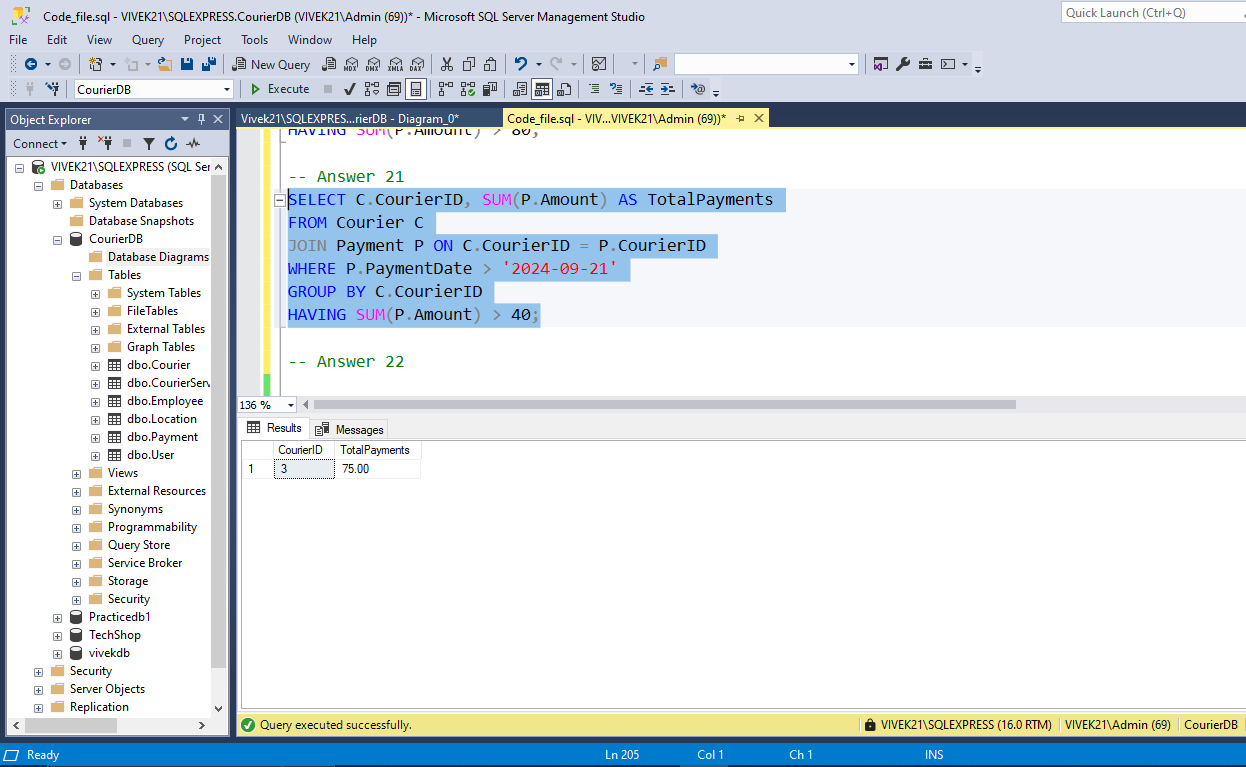 Code_file.sql - VIVEK21\SQLEXPRESS.CourierDB (VIVEK21\Admin (69))* - Microsoft SQL Server Management Studio
Quick Launch (Ctrl+Q)
File Edit View Query Project Tools Window Help
New Query
CourierDB
Execute
Object Explorer
Connect
VIVEK21\SQLEXPRESS (SQL Ser
Databases
System Databases
Database Snapshots
CourierDB
Database Diagrams
Tables
System Tables
FileTables
External Tables
Graph Tables
dbo.Courier
dbo.CourierServ
dbo.Employee
dbo.Location
dbo.Payment
dbo.User
Views
External Resources
Synonyms
Programmability
Query Store
Service Broker
Storage
Security
Practicedb1
TechShop
vivekdb
Security
Server Objects
Replication
Vivek21\SQLEXPRES...rierDB - Diagram_0*
Code_file.sql - VIV...VIVEK21\Admin (69))*
HAVING SUM(P.Amount) > 80;
-- Answer 21
SELECT C.CourierID, SUM(P.Amount) AS TotalPayments
FROM Courier C
JOIN Payment P ON C.CourierID = P.CourierID
WHERE P.PaymentDate > '2024-09-21'
GROUP BY C.CourierID
HAVING SUM(P.Amount) > 40;
-- Answer 22
136 %
Results Messages
CourierID TotalPayments
1 3 75.00
Query executed successfully.
VIVEK21\SQLEXPRESS (16.0 RTM) VIVEK21\Admin (69) CourierDB
Ready Ln 205 Col 1 Ch 1 INS